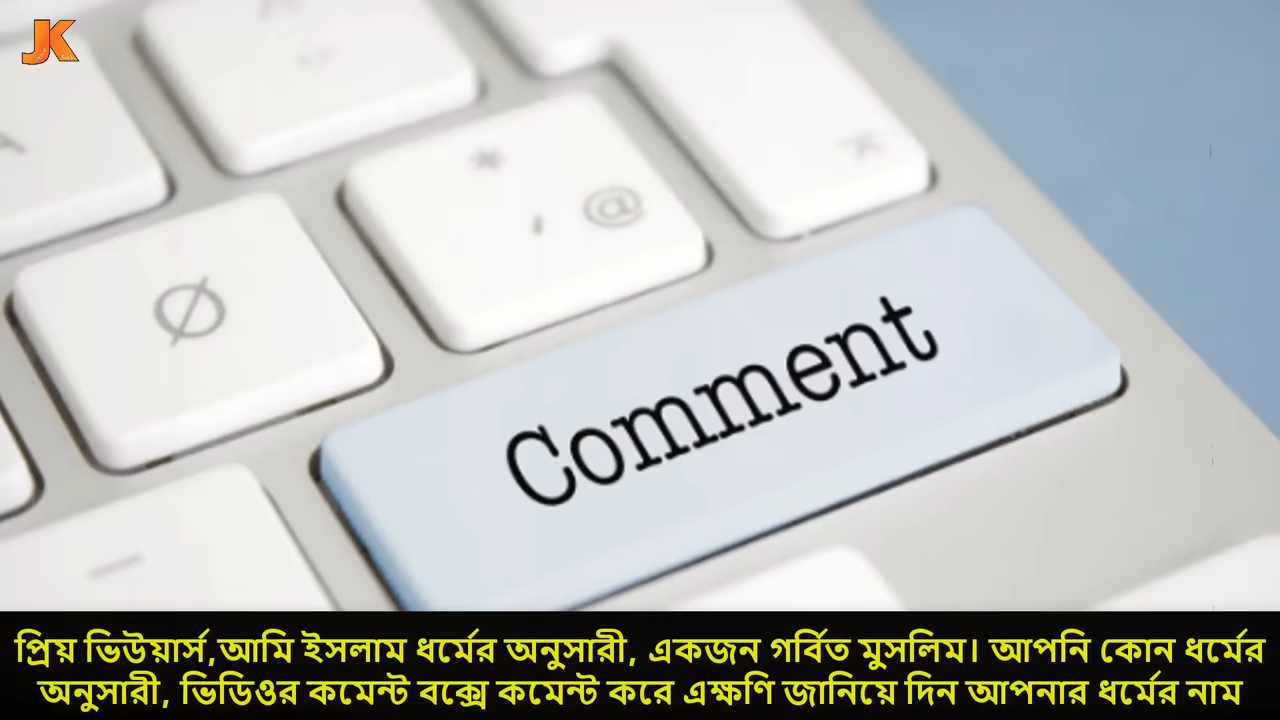 JK
*
, @
Ø
Comment
প্রিয় ভিউয়ার্স,আমি ইসলাম ধর্মের অনুসারী, একজন গর্বিত মুসলিম। আপনি কোন ধর্মের
অনুসারী, ভিডিওর কমেন্ট বক্সে কমেন্ট করে এক্ষণি জানিয়ে দিন আপনার ধর্মের নাম